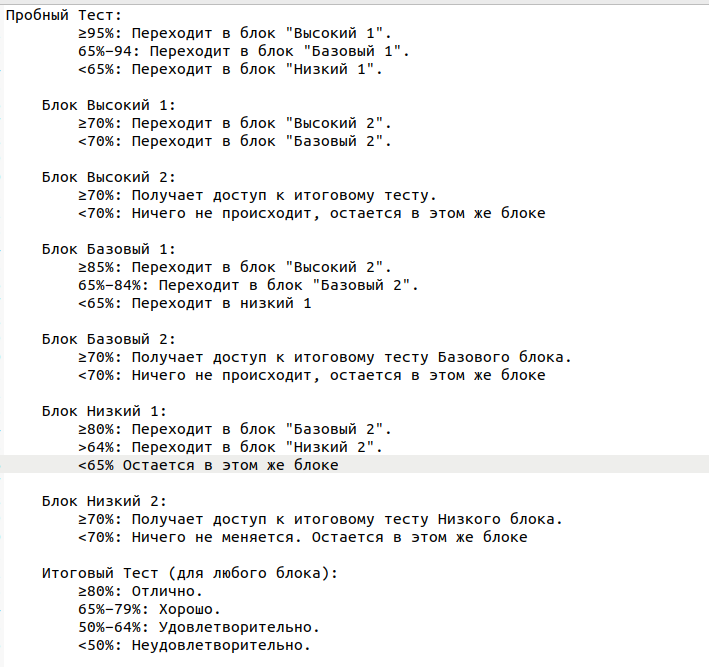 Пробный Тест:
≥95%: Переходит в блок "Высокий 1".
65%-94: Переходит в блок "Базовый 1".
<65%: Переходит в блок "Низкий 1".
Блок Высокий 1:
≥70%: Переходит в блок "Высокий 2".
<70%: Переходит в блок "Базовый 2".
Блок Высокий 2:
≥70%: Получает доступ к итоговому тесту.
<70%: Ничего не происходит, остается в этом же блоке
Блок Базовый 1:
≥85%: Переходит в блок "Высокий 2".
65%-84%: Переходит в блок "Базовый 2".
<65%: Переходит в низкий 1
Блок Базовый 2:
≥70%: Получает доступ к итоговому тесту Базового блока.
<70%: Ничего не происходит, остается в этом же блоке
Блок Низкий 1:
≥80%: Переходит в блок "Базовый 2".
>64%: Переходит в блок "Низкий 2".
<65% Остается в этом же блоке
Блок Низкий 2:
≥70%: Получает доступ к итоговому тесту Низкого блока.
<70%: Ничего не меняется. Остается в этом же блоке
Итоговый Тест (для любого блока):
≥80%: Отлично.
65%-79%: Хорошо.
50%-64%: Удовлетворительно.
<50%: Неудовлетворительно.